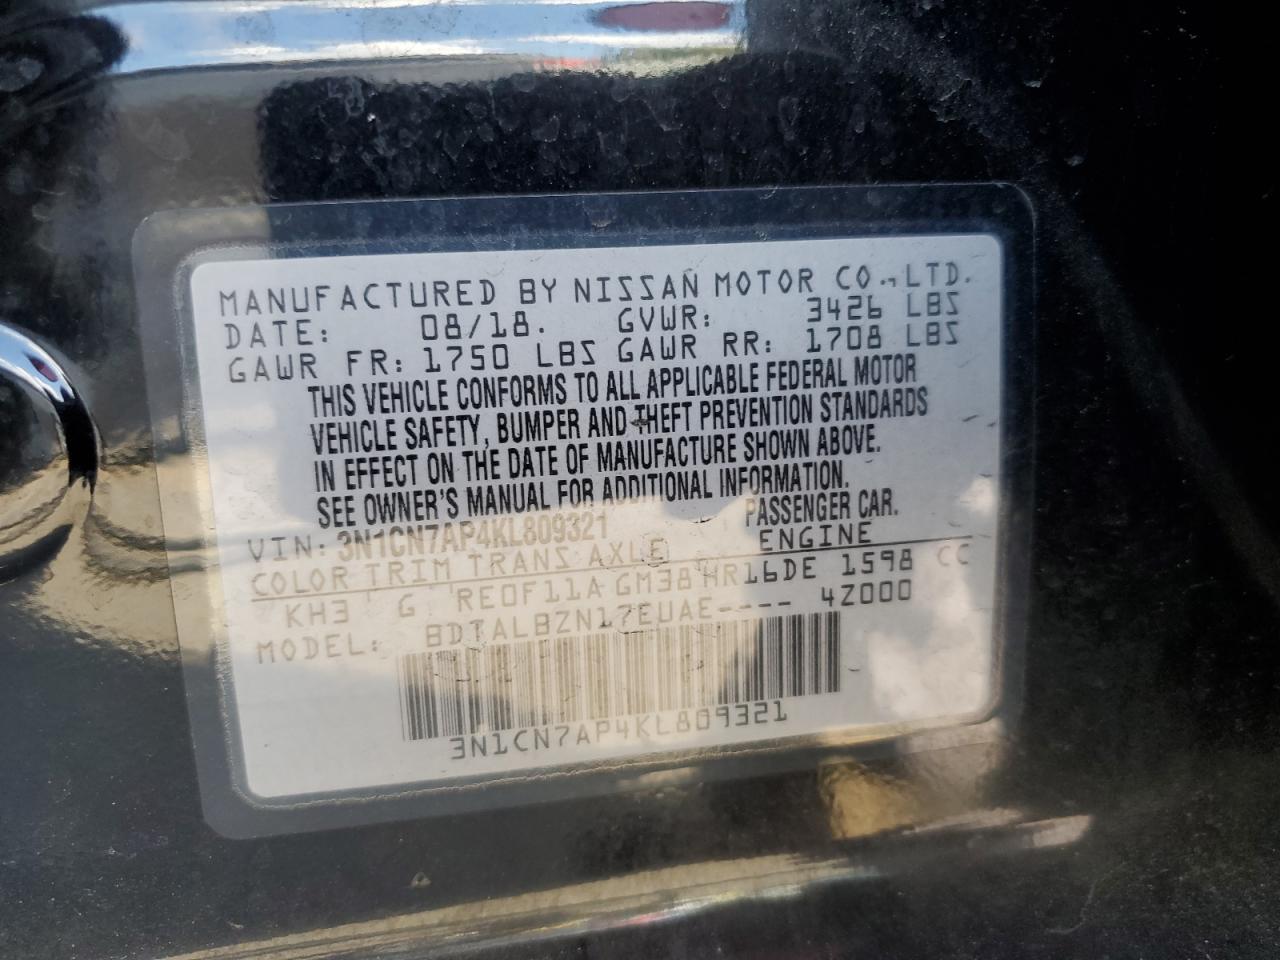 MANUFACTURED BY NISSAN MOTOR CO., LTD.
DATE: 08/18. GVWR: 3426 LBS
GAWR FR: 1750 LBS GAWR RR: 1708 LBS
THIS VEHICLE CONFORMS TO ALL APPLICABLE FEDERAL MOTOR
VEHICLE SAFETY, BUMPER AND THEFT PREVENTION STANDARDS
IN EFFECT ON THE DATE OF MANUFACTURE SHOWN ABOVE.
SEE OWNER'S MANUAL FOR ADDITIONAL INFORMATION.
VIN: 3N1CN7AP4KL809321 PASSENGER CAR.
COLOR TRIM TRANS AXLE ENGINE
KH3 G RE0F11A GM38 HR16DE 1598 CC
MODEL: BDTALBZN17EUAE---- 4Z000
3N1CN7AP4KL809321